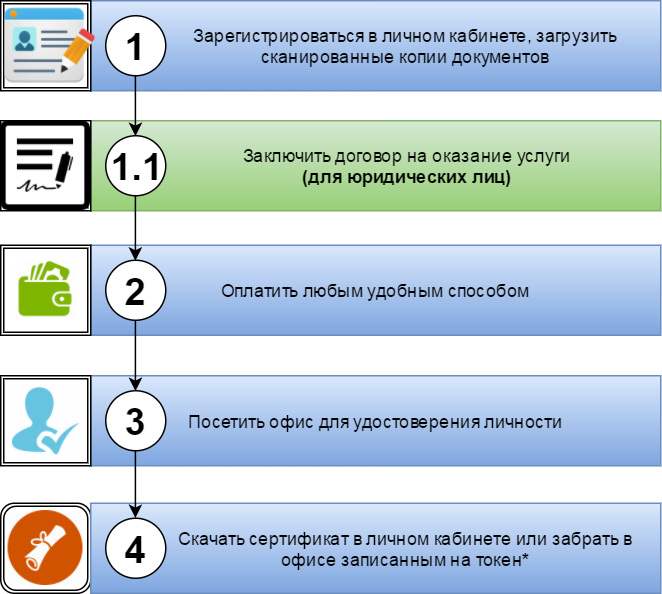 1
Зарегистрироваться в личном кабинете, загрузить
сканированные копии документов
1.1
Заключить договор на оказание услуги
(для юридических лиц)
2
Оплатить любым удобным способом
3
Посетить офис для удостоверения личности
4
Скачать сертификат в личном кабинете или забрать в
офисе записанным на токен*